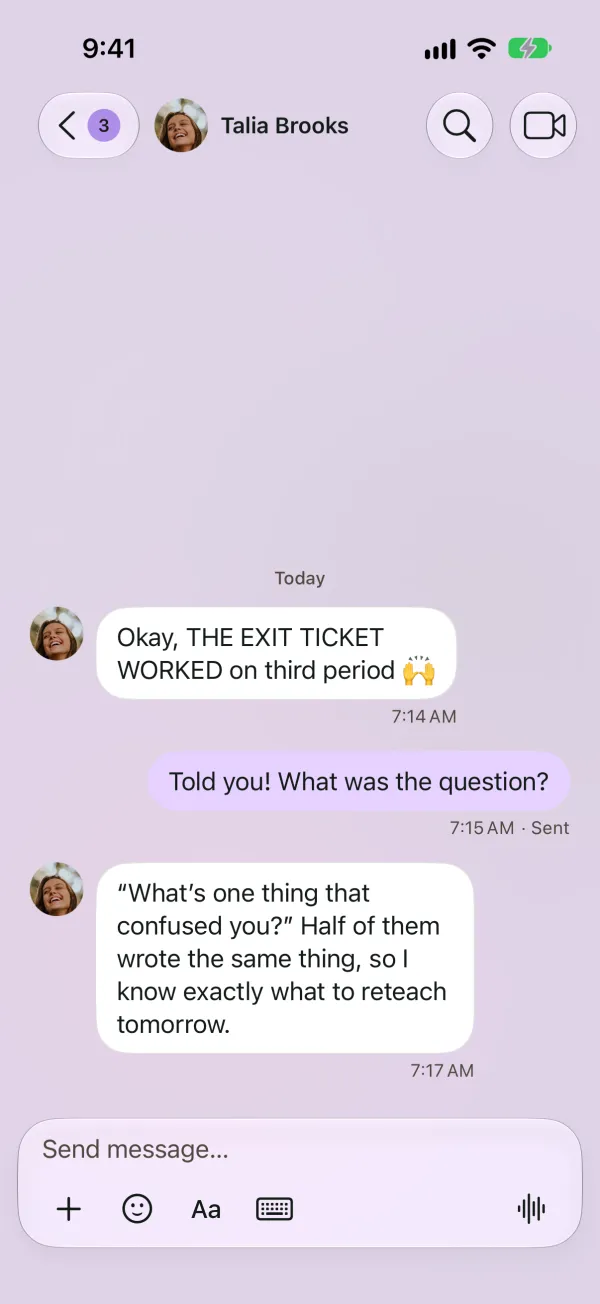 9:41
3
Talia Brooks
Today
Okay, THE EXIT TICKET
WORKED on third period 🙌
7:14 AM
Told you! What was the question?
7:15 AM · Sent
“What’s one thing that
confused you?” Half of them
wrote the same thing, so I
know exactly what to reteach
tomorrow.
7:17 AM
Send message...
Aa